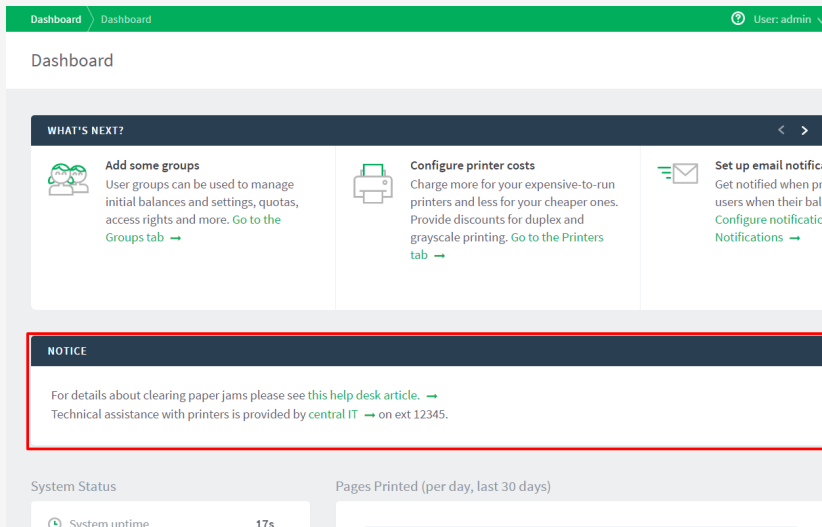 Dashboard Dashboard
User: admin
Dashboard
WHAT'S NEXT?
Add some groups
User groups can be used to manage
initial balances and settings, quotas,
access rights and more. Go to the
Groups tab →
Configure printer costs
Charge more for your expensive-to-run
printers and less for your cheaper ones.
Provide discounts for duplex and
grayscale printing. Go to the Printers
tab →
Set up email
Get notified when
users when their
Configure
Notifications →
NOTICE
For details about clearing paper jams please see this help desk article. →
Technical assistance with printers is provided by central IT → on ext 12345.
System Status
Pages Printed (per day, last 30 days)
System uptime 17s